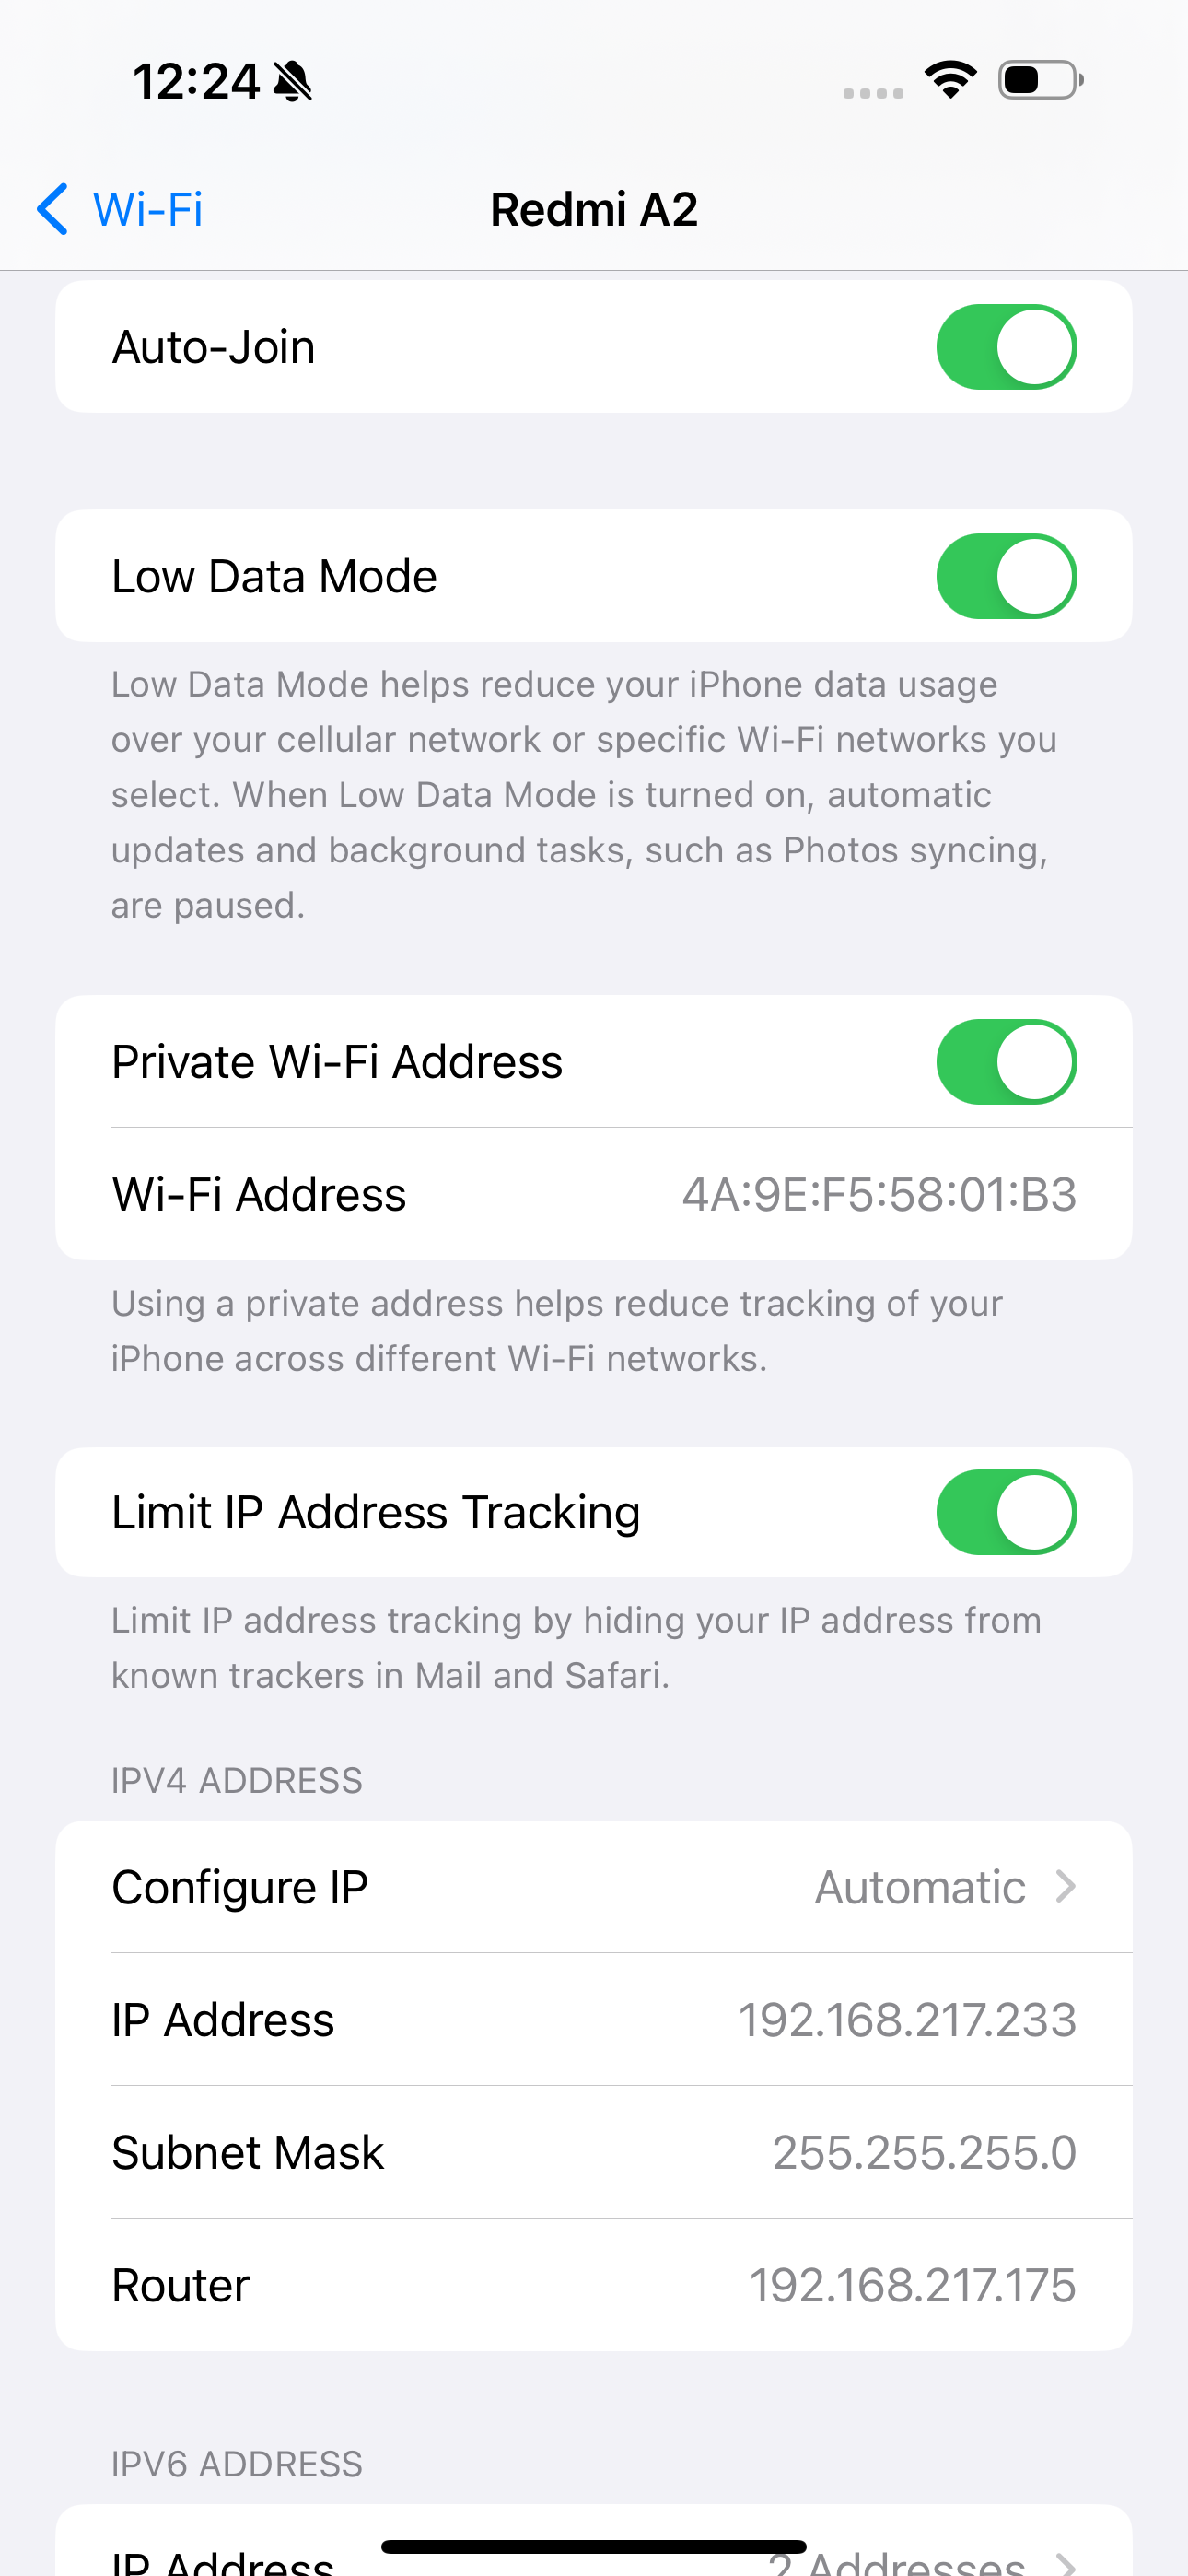 12:24
Wi-Fi
Redmi A2
Auto-Join
Low Data Mode
Low Data Mode helps reduce your iPhone data usage
over your cellular network or specific Wi-Fi networks you
select. When Low Data Mode is turned on, automatic
updates and background tasks, such as Photos syncing,
are paused.
Private Wi-Fi Address
Wi-Fi Address 4A:9E:F5:58:01:B3
Using a private address helps reduce tracking of your
iPhone across different Wi-Fi networks.
Limit IP Address Tracking
Limit IP address tracking by hiding your IP address from
known trackers in Mail and Safari.
IPV4 ADDRESS
Configure IP Automatic
IP Address 192.168.217.233
Subnet Mask 255.255.255.0
Router 192.168.217.175
IPV6 ADDRESS
IP Address 2 Addresses